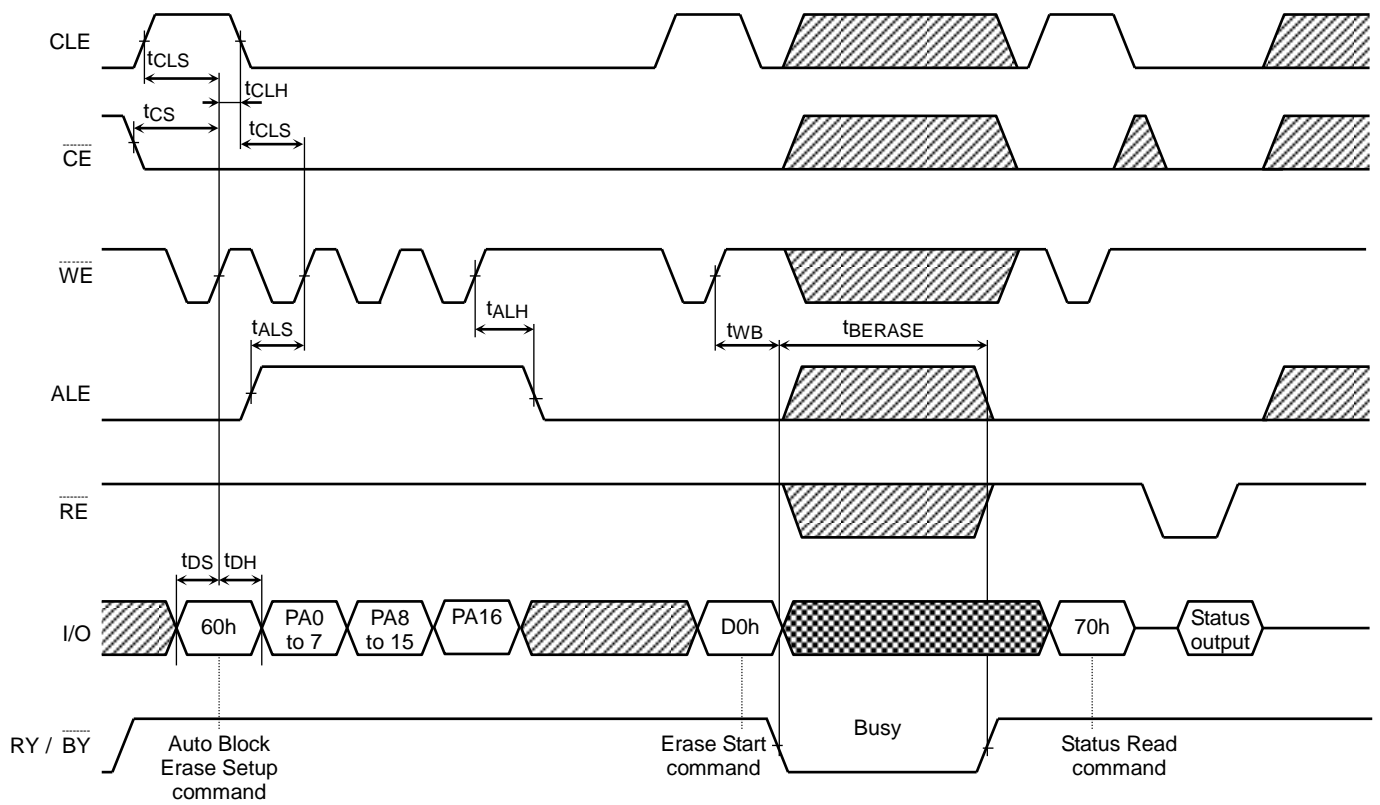 CLE
tCLS
tCLH
tCS
tCLS
CE
WE
tALS
tALH
tWB
tBERASE
ALE
RE
tDS
tDH
I/O
60h
PA0
to 7
PA8
to 15
PA16
D0h
70h
Status
output
RY / BY
Busy
Auto Block
Erase Setup
command
Erase Start
command
Status Read
command